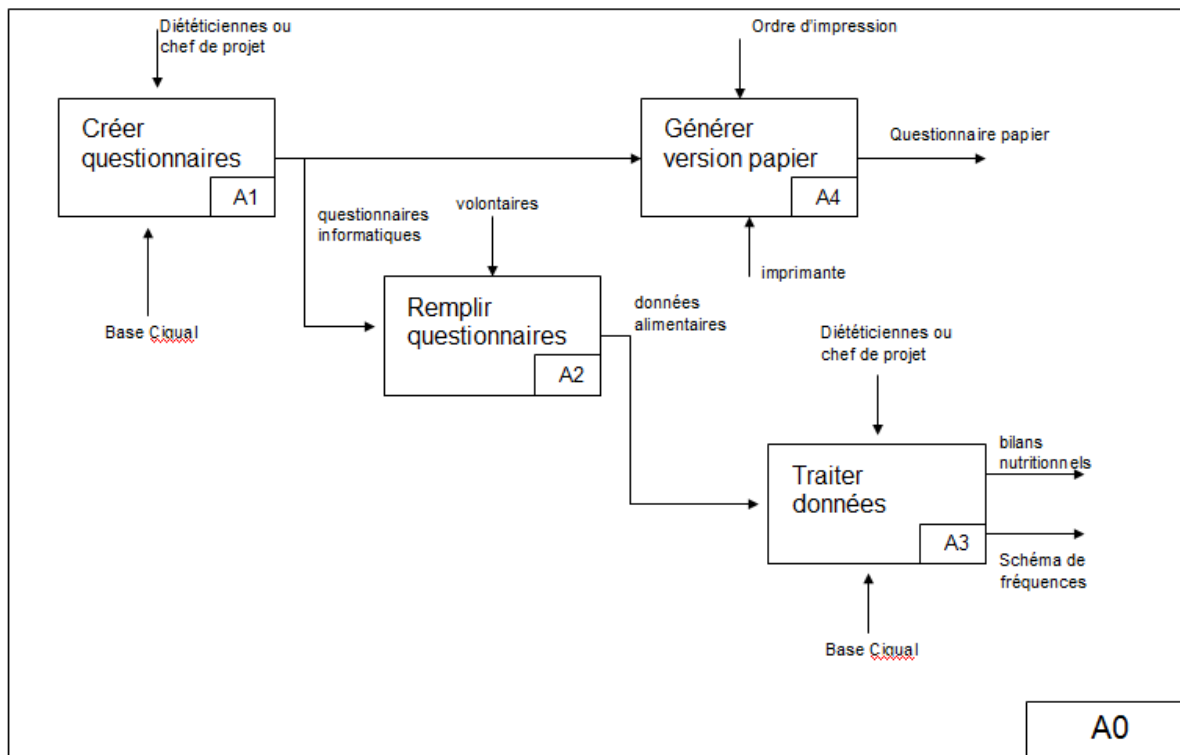 Diététiciennes ou
chef de projet
Créer
questionnaires
A1
Base Ciqual
questionnaires
informatiques
volontaires
Remplir
questionnaires
A2
données
alimentaires
Ordre d'impression
Générer
version papier
A4
Questionnaire papier
imprimante
Diététiciennes ou
chef de projet
Traiter
données
A3
bilans
nutritionnels
Schéma de
fréquences
Base Ciqual
A0